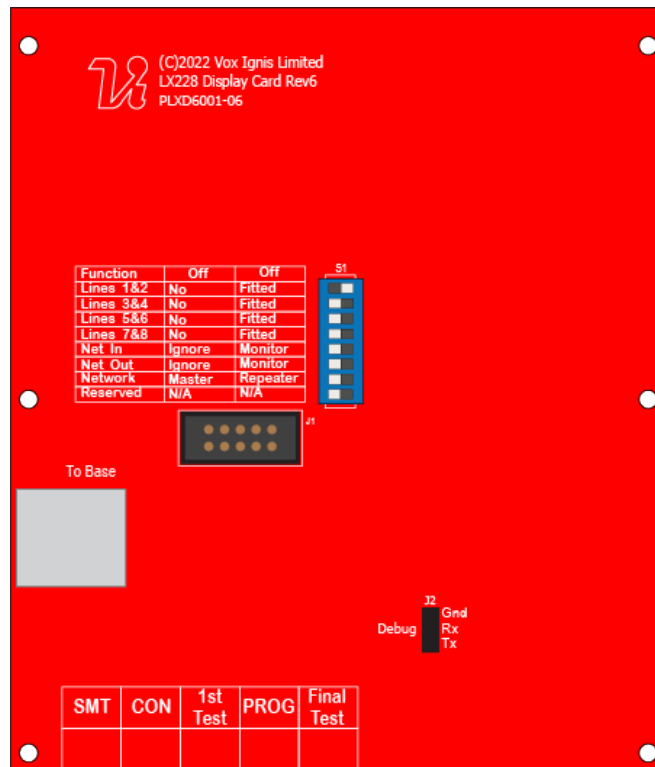 (C)2022 Vox Ignis Limited
LX228 Display Card Rev6
PLXD6001-06
S1
Function Off Off
Lines 1&2 No Fitted
Lines 3&4 No Fitted
Lines 5&6 No Fitted
Lines 7&8 No Fitted
Net In Ignore Monitor
Net Out Ignore Monitor
Network Master Repeater
Reserved N/A N/A
J1
To Base
J2
Gnd
Debug Rx
Tx
SMT CON 1st Test PROG Final Test